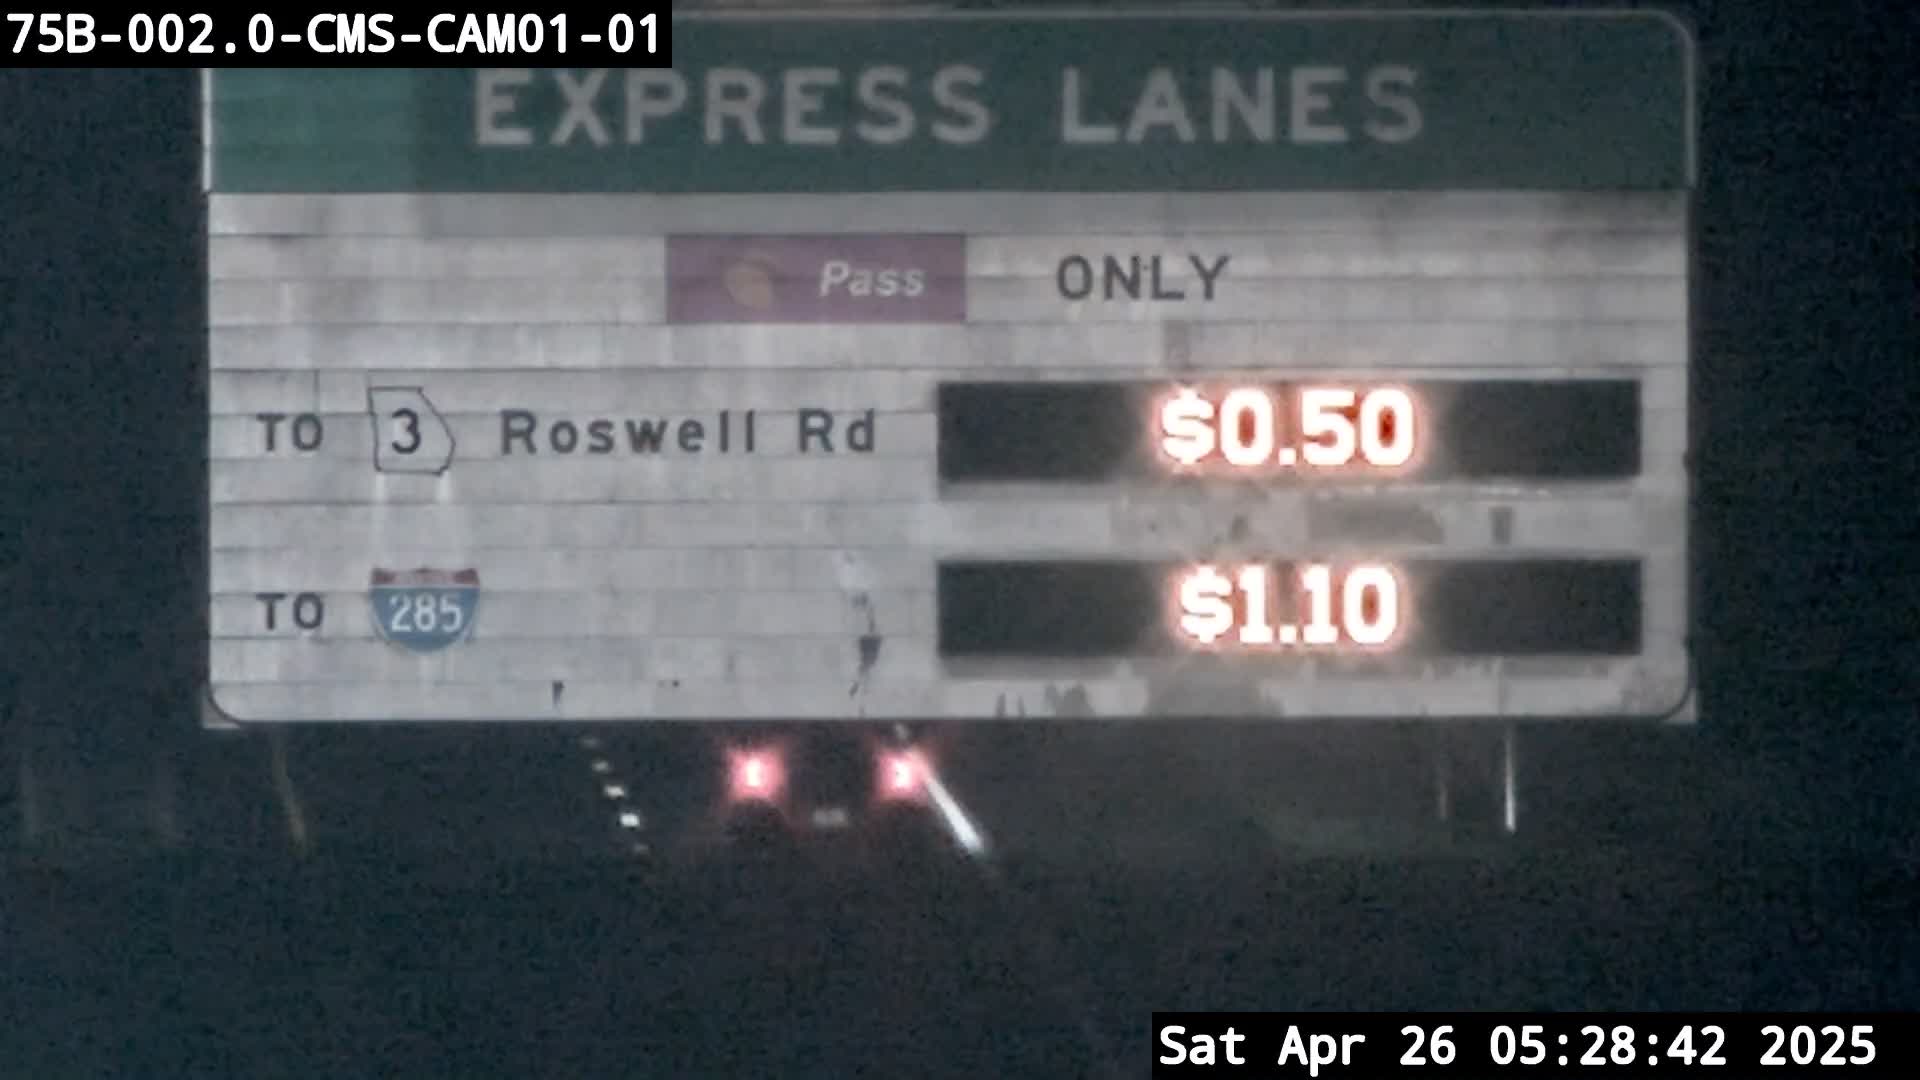 75B-002.0-CMS-CAM01-01
EXPRESS LANES
Pass ONLY
TO 3 Roswell Rd $0.50
TO 285 $1.10
Sat Apr 26 05:28:42 2025